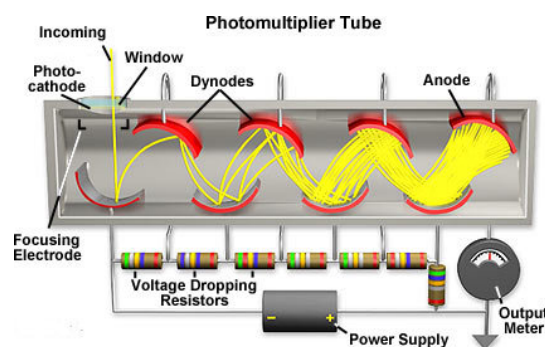 Photomultiplier Tube
Incoming
Window
Photo-
cathode
Dynodes
Anode
Focusing
Electrode
Voltage Dropping
Resistors
Power Supply
Output
Meter
− +